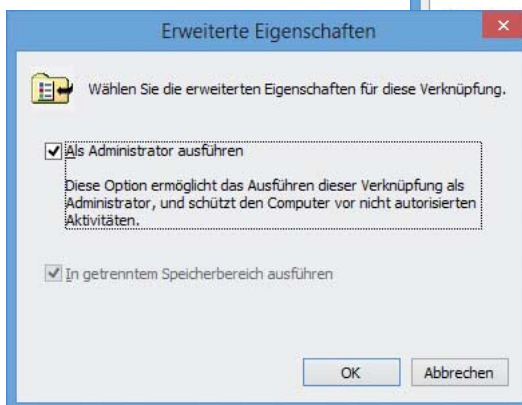 Erweiterte Eigenschaften
Wählen Sie die erweiterten Eigenschaften für diese Verknüpfung.
Als Administrator ausführen
Diese Option ermöglicht das Ausführen dieser Verknüpfung als
Administrator, und schützt den Computer vor nicht autorisierten
Aktivitäten.
In getrenntem Speicherbereich ausführen
OK Abbrechen